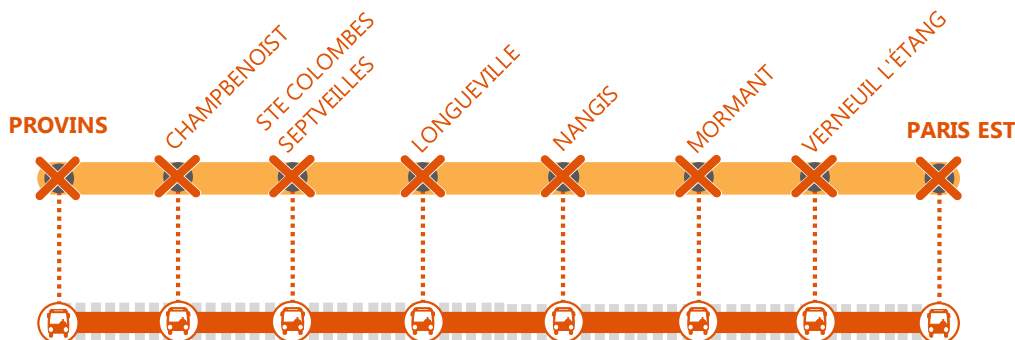 PROVINS
CHAMPBENOIST
STE COLOMBES
SEPTVEILLES
LONGUEVILLE
NANGIS
MORMANT
VERNEUIL L'ÉTANG
PARIS EST